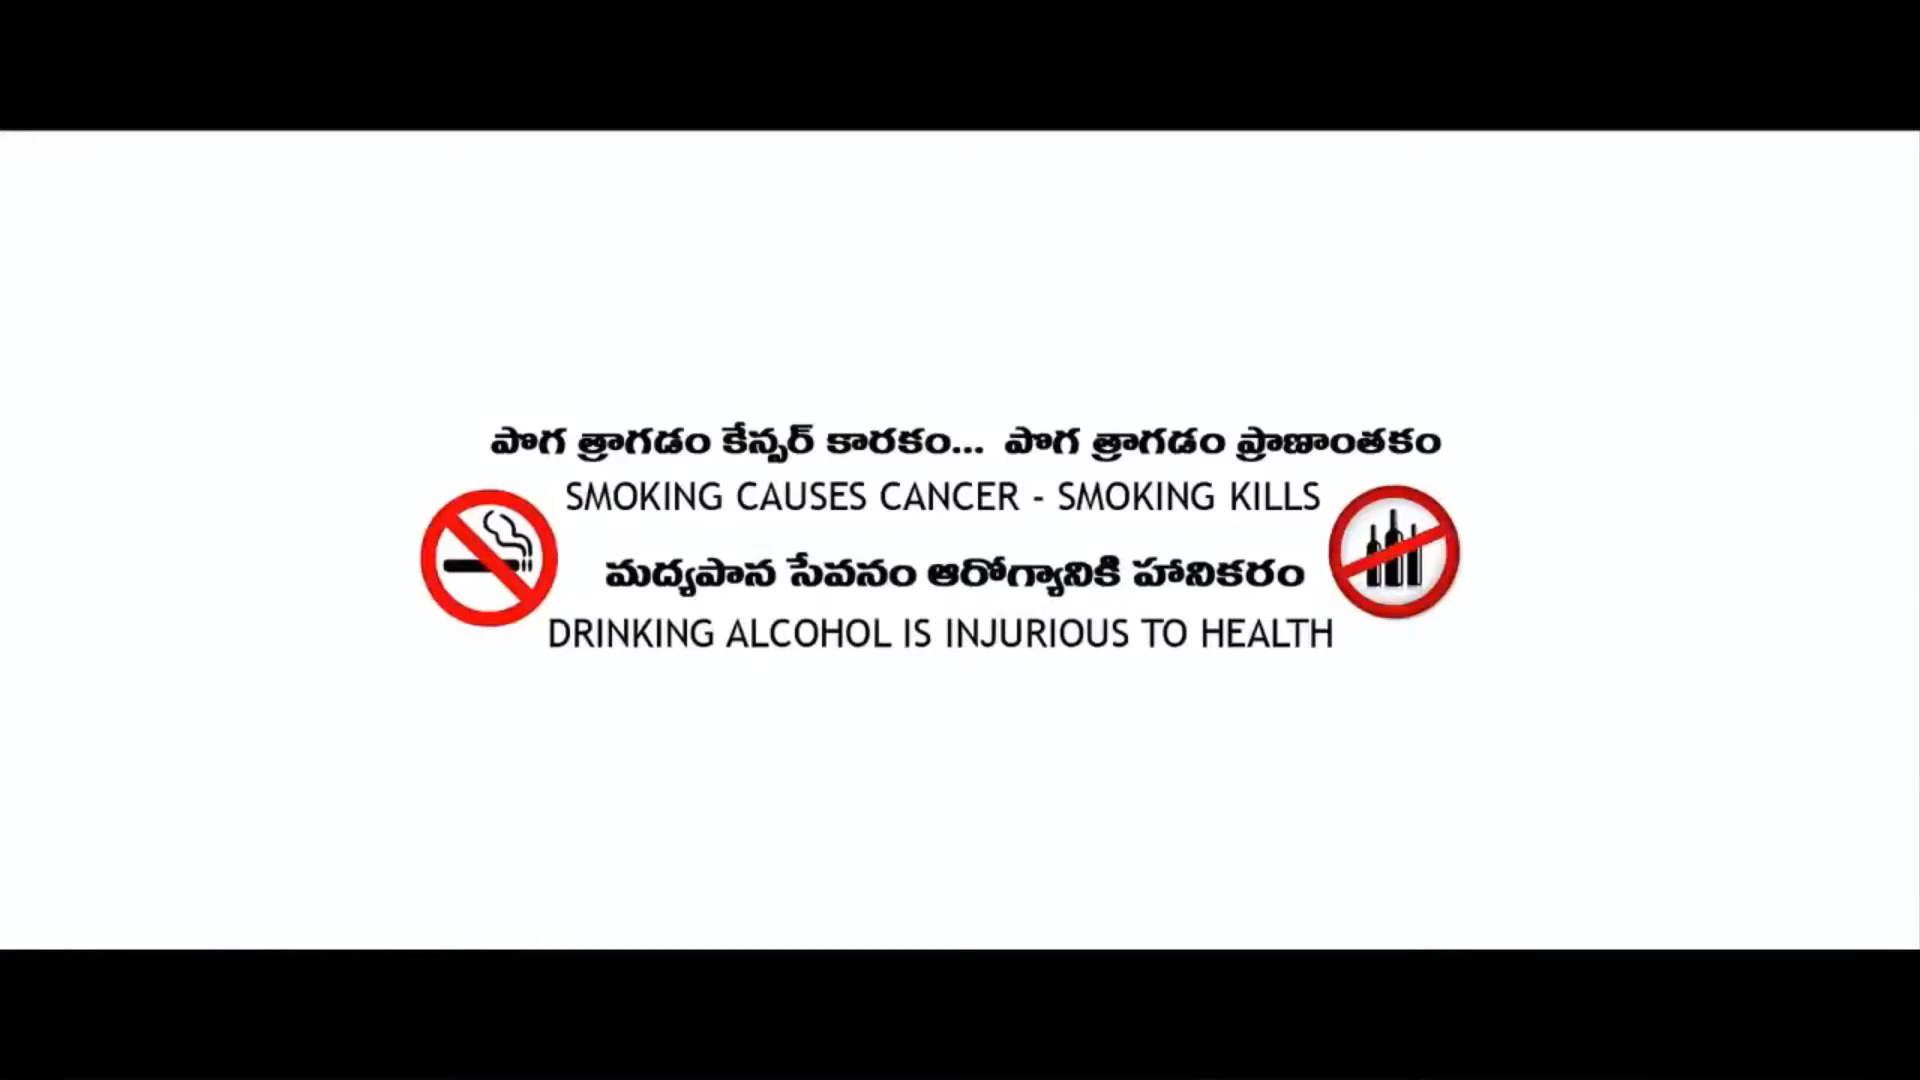 పొగ త్రాగడం కేన్సర్ కారకం... పొగ త్రాగడం ప్రాణాంతకం
SMOKING CAUSES CANCER - SMOKING KILLS
మద్యపాన సేవనం ఆరోగ్యానికి హానికరం
DRINKING ALCOHOL IS INJURIOUS TO HEALTH